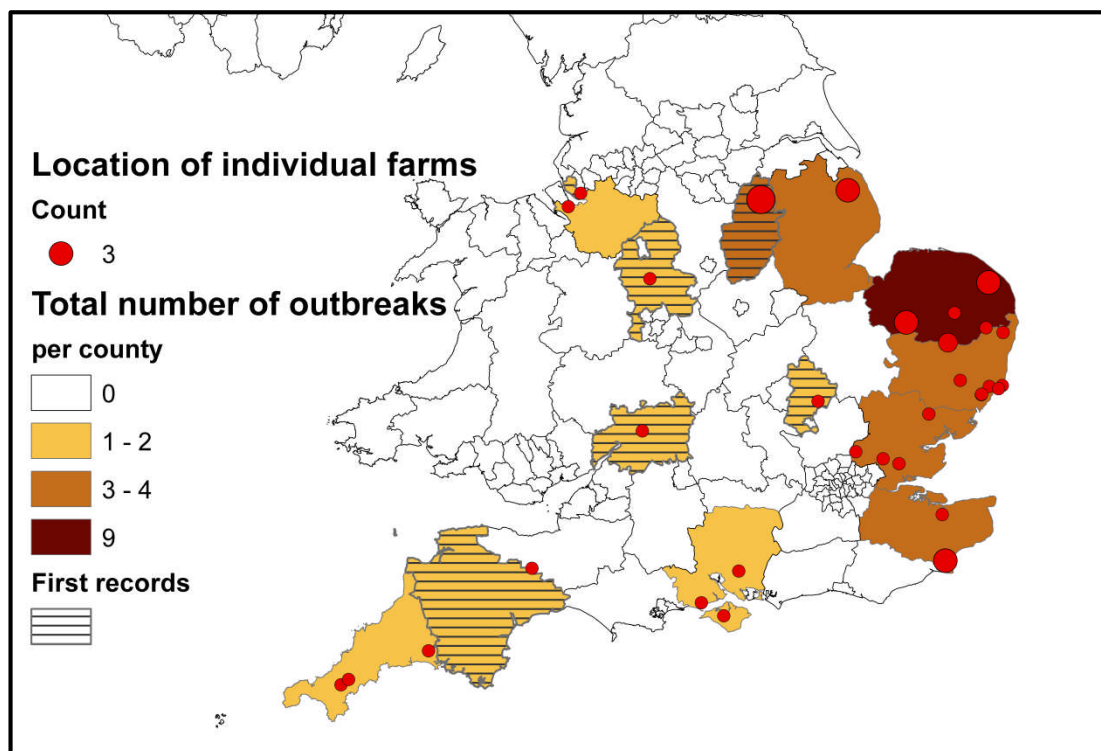 Location of individual farms
Count
3
Total number of outbreaks
per county
0
1 - 2
3 - 4
9
First records